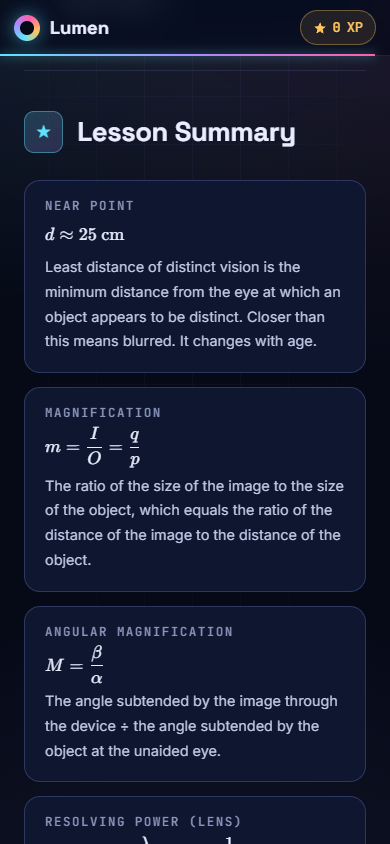 Lumen
★ 0 XP
★ Lesson Summary
NEAR POINT
d ≈ 25 cm
Least distance of distinct vision is the
minimum distance from the eye at which an
object appears to be distinct. Closer than
this means blurred. It changes with age.
MAGNIFICATION
m = I/O = q/p
The ratio of the size of the image to the size
of the object, which equals the ratio of the
distance of the image to the distance of the
object.
ANGULAR MAGNIFICATION
M = β/α
The angle subtended by the image through
the device ÷ the angle subtended by the
object at the unaided eye.
RESOLVING POWER (LENS)